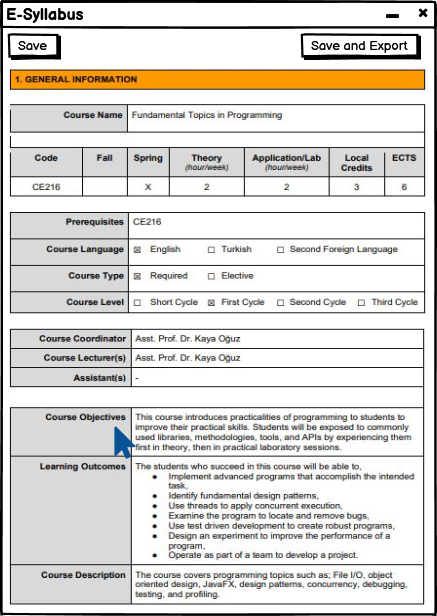 E-Syllabus
Save
Save and Export
1. GENERAL INFORMATION
Course Name Fundamental Topics in Programming
Code Fall Spring Theory (hour/week) Application/Lab (hour/week) Local Credits ECTS
CE216 X 2 2 3 6
Prerequisites CE216
Course Language ☒ English ☐ Turkish ☐ Second Foreign Language
Course Type ☒ Required ☐ Elective
Course Level ☐ Short Cycle ☒ First Cycle ☐ Second Cycle ☐ Third Cycle
Course Coordinator Asst. Prof. Dr. Kaya Oğuz
Course Lecturer(s) Asst. Prof. Dr. Kaya Oğuz
Assistant(s) -
Course Objectives This course introduces practicalities of programming to students to
improve their practical skills. Students will be exposed to commonly
used libraries, methodologies, tools, and APIs by experiencing them
first in theory, then in practical laboratory sessions.
Learning Outcomes The students who succeed in this course will be able to,
● Implement advanced programs that accomplish the intended
task,
● Identify fundamental design patterns,
● Use threads to apply concurrent execution,
● Examine the program to locate and remove bugs,
● Use test driven development to create robust programs,
● Design an experiment to improve the performance of a
program,
● Operate as part of a team to develop a project.
Course Description The course covers programming topics such as; File I/O, object
oriented design, JavaFX, design patterns, concurrency, debugging,
testing, and profiling.